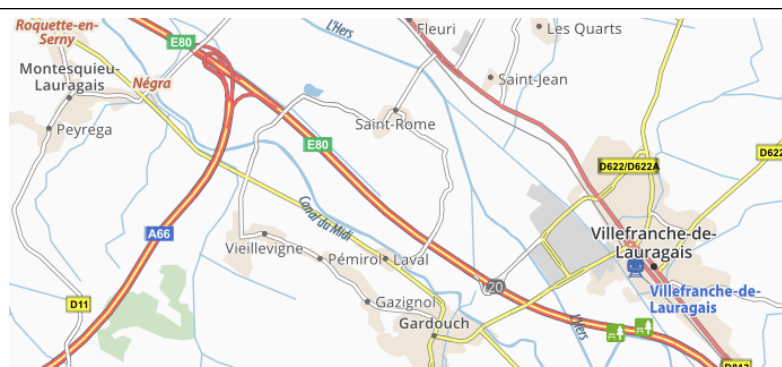 Roquette-en-
Serny
E80
L'Hers
Fleuri
Les Quarts
Montesquieu-
Lauragais
Négra
Saint-Jean
Peyrega
Saint-Rome
E80
D622/D622A
D622
Canal du Midi
A66
Vieillevigne
Pémirol
Laval
Villefranche-de-
Lauragais
20
Villefranche-de-
Lauragais
D11
Gazignol
Gardouch
L'Hers
D813